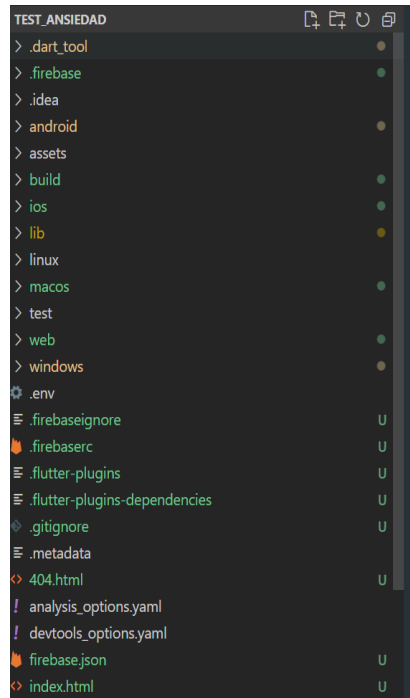 TEST_ANSIEDAD
.dart_tool
.firebase
.idea
android
assets
build
ios
lib
linux
macos
test
web
windows
.env
.firebaseignore U
.firebaserc U
.flutter-plugins U
.flutter-plugins-dependencies U
.gitignore U
.metadata
404.html U
analysis_options.yaml
devtools_options.yaml
firebase.json U
index.html U